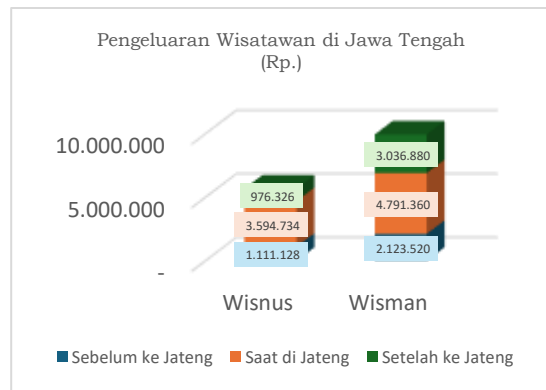 Pengeluaran Wisatawan di Jawa Tengah
(Rp.)
10.000.000
5.000.000
-
976.326
3.594.734
1.111.128
3.036.880
4.791.360
2.123.520
Wisnus
Wisman
Sebelum ke Jateng
Saat di Jateng
Setelah ke Jateng